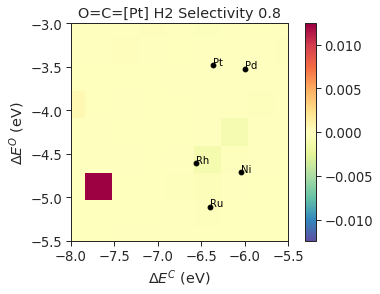 O=C=[Pt] H2 Selectivity 0.8
−3.0
−3.5
−4.0
−4.5
−5.0
−5.5
ΔE^O (eV)
Pt
Pd
Rh
Ni
Ru
−8.0 −7.5 −7.0 −6.5 −6.0 −5.5
ΔE^C (eV)
0.010
0.005
0.000
−0.005
−0.010